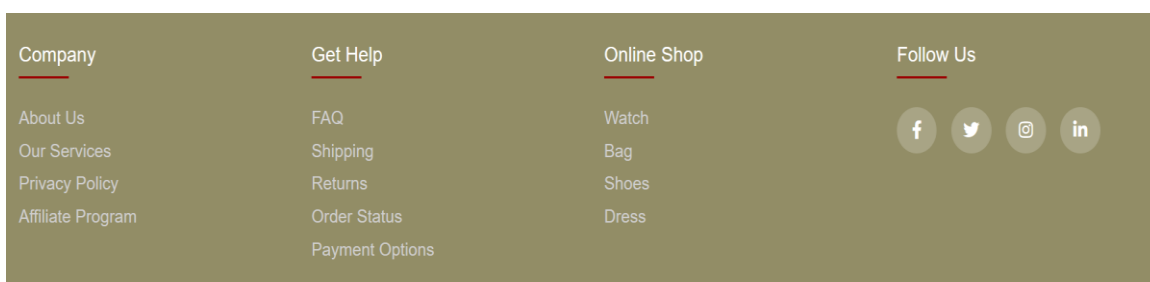 Company
About Us
Our Services
Privacy Policy
Affiliate Program
Get Help
FAQ
Shipping
Returns
Order Status
Payment Options
Online Shop
Watch
Bag
Shoes
Dress
Follow Us